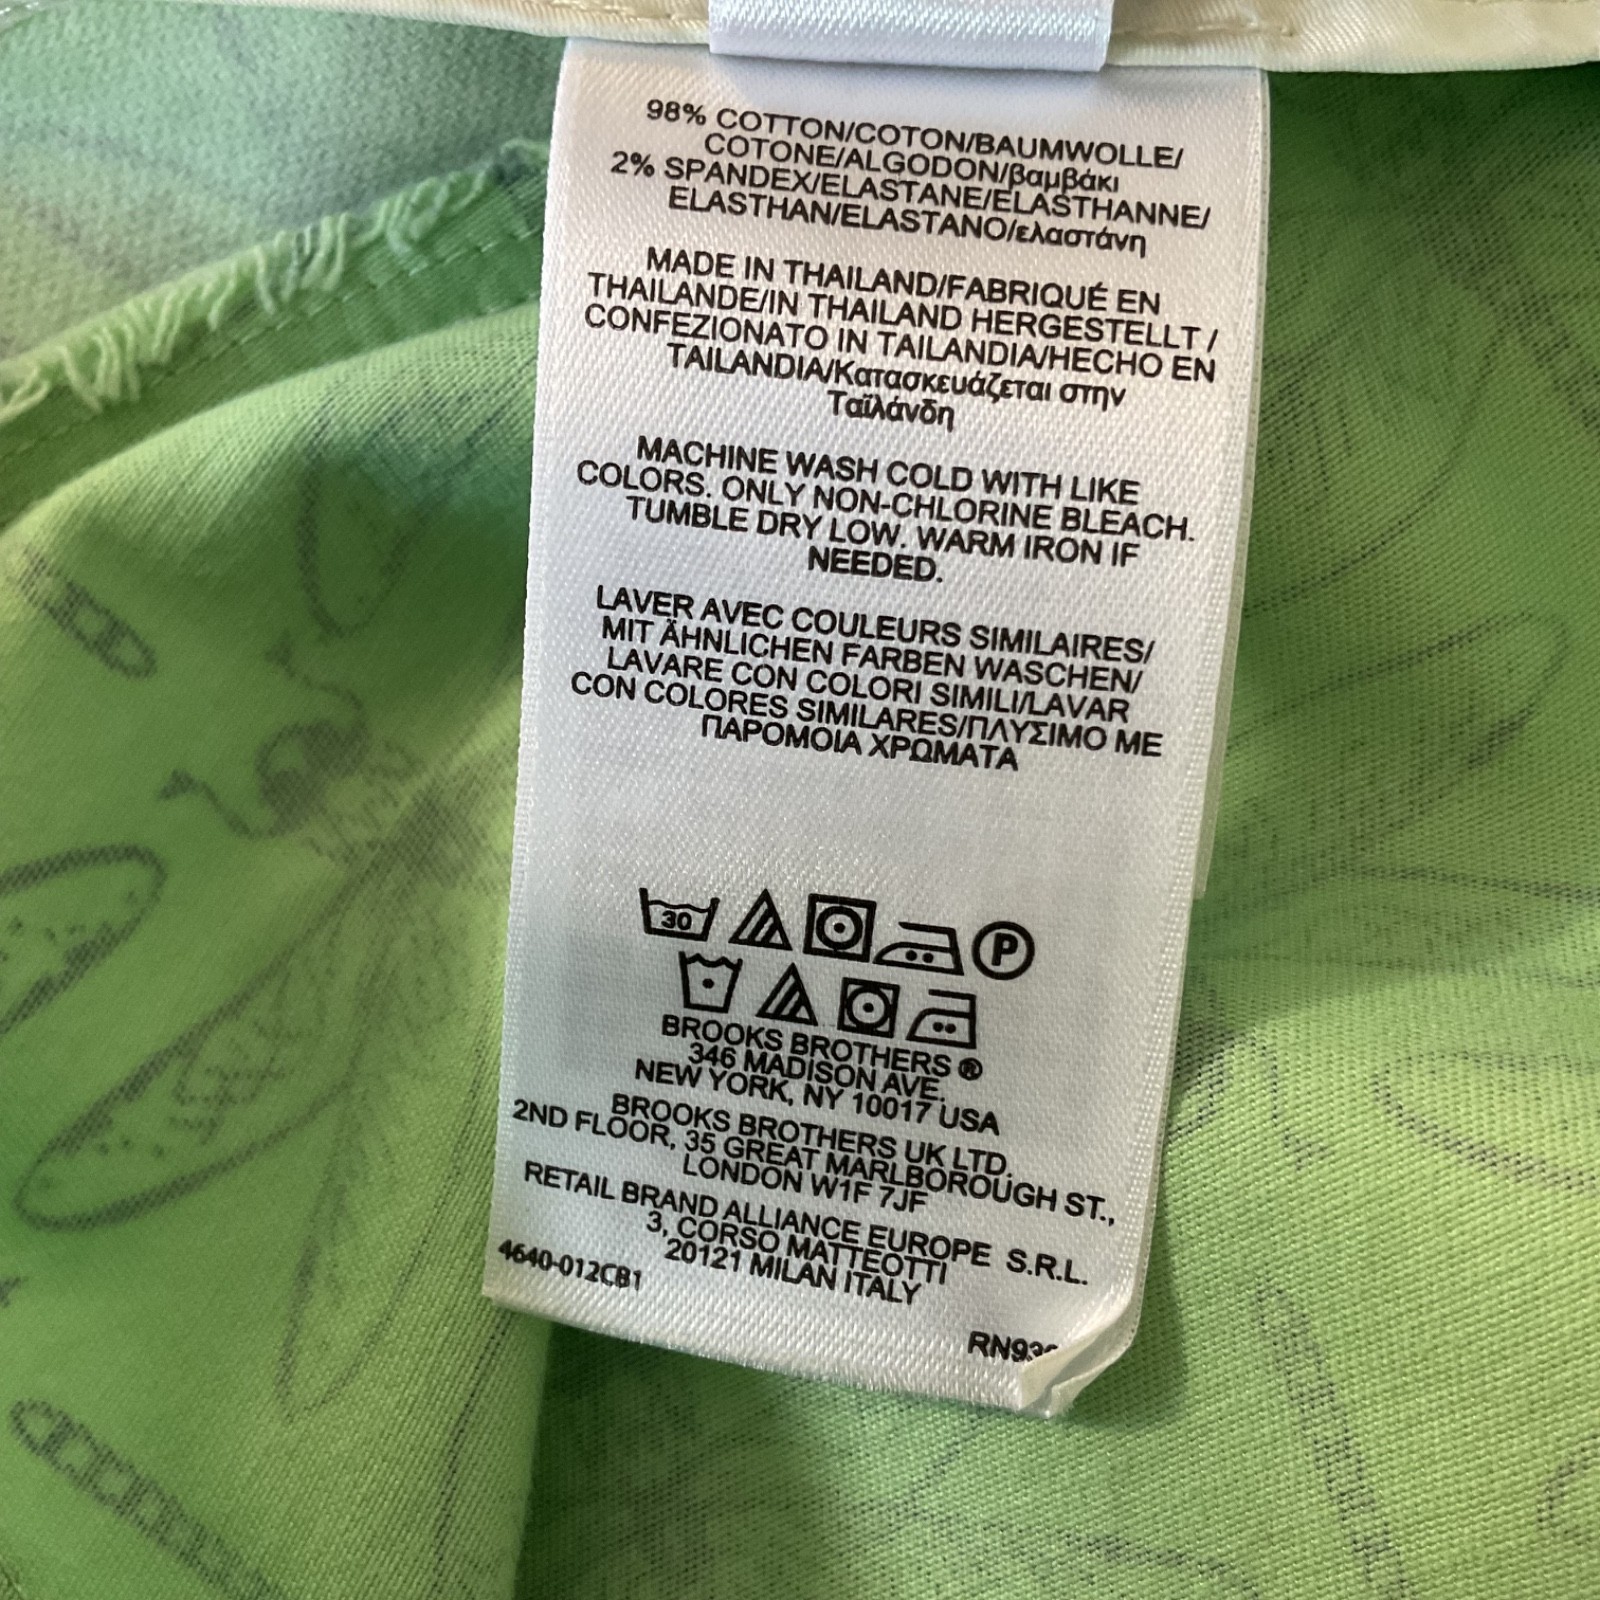 98% COTTON/COTON/BAUMWOLLE/
COTONE/ALGODON/βαμβάκι
2% SPANDEX/ELASTANE/ELASTHANNE/
ELASTHAN/ELASTANO/ελαστάνη
MADE IN THAILAND/FABRIQUÉ EN
THAILANDE/IN THAILAND HERGESTELLT /
CONFEZIONATO IN TAILANDIA/HECHO EN
TAILANDIA/Κατασκευάζεται στην
Ταϊλάνδη
MACHINE WASH COLD WITH LIKE
COLORS. ONLY NON-CHLORINE BLEACH.
TUMBLE DRY LOW. WARM IRON IF
NEEDED.
LAVER AVEC COULEURS SIMILAIRES/
MIT ÄHNLICHEN FARBEN WASCHEN/
LAVARE CON COLORI SIMILI/LAVAR
CON COLORES SIMILARES/ΠΛΥΣΙΜΟ ΜΕ
ΠΑΡΟΜΟΙΑ ΧΡΩΜΑΤΑ
30 P
BROOKS BROTHERS ®
346 MADISON AVE.
NEW YORK, NY 10017 USA
BROOKS BROTHERS UK LTD.
2ND FLOOR, 35 GREAT MARLBOROUGH ST.,
LONDON W1F 7JF
RETAIL BRAND ALLIANCE EUROPE S.R.L.
3, CORSO MATTEOTTI
20121 MILAN ITALY
4640-012CB1